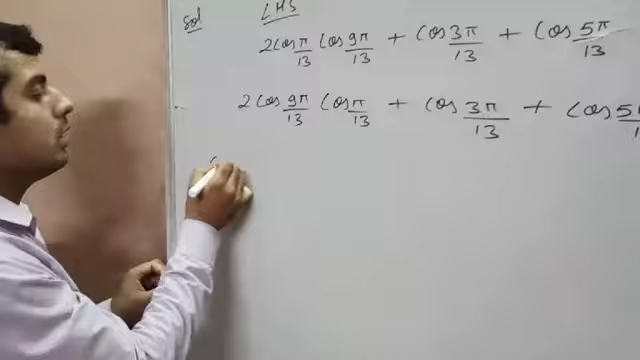 Sol LHS
2cos π/13 cos 9π/13 + cos 3π/13 + cos 5π/13
2cos 9π/13 cos π/13 + cos 3π/13 + cos 5π/1